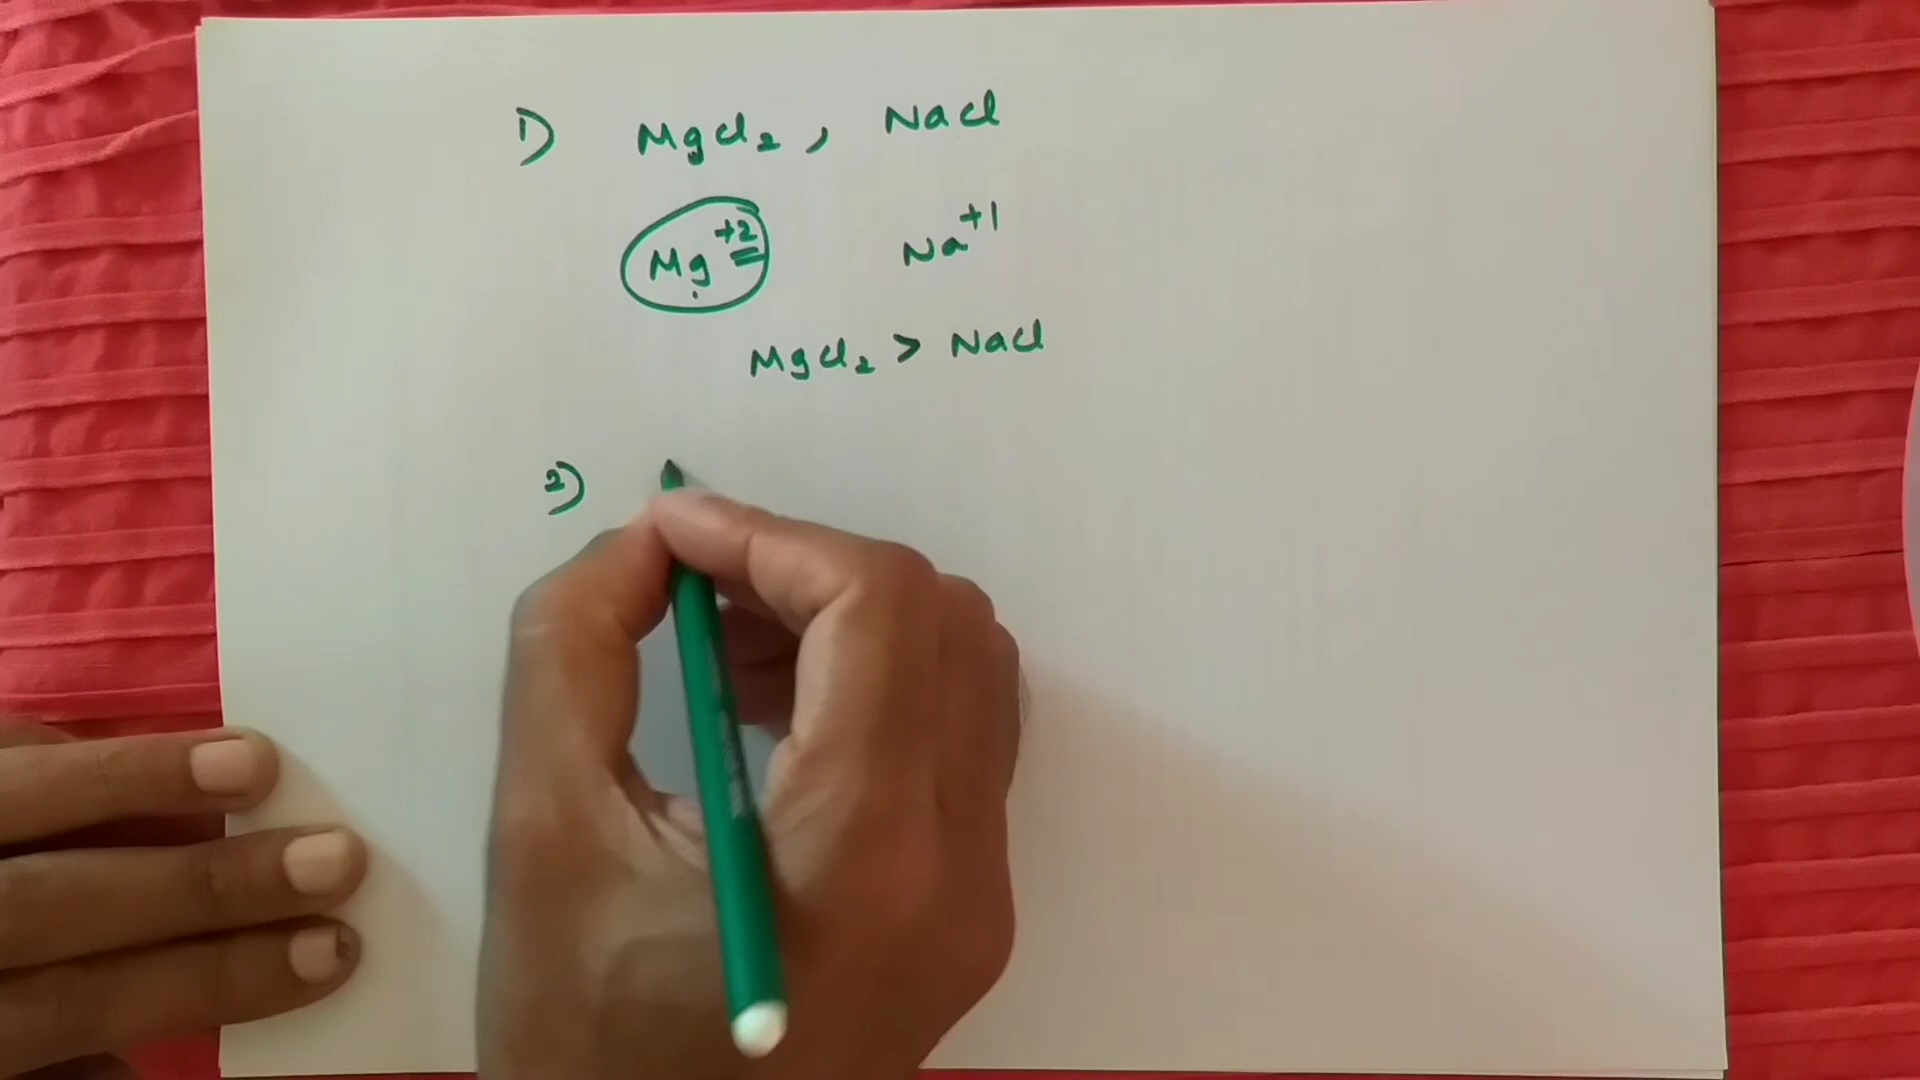 1) MgCl₂, NaCl
Mg⁺² Na⁺¹
MgCl₂ > NaCl
2)